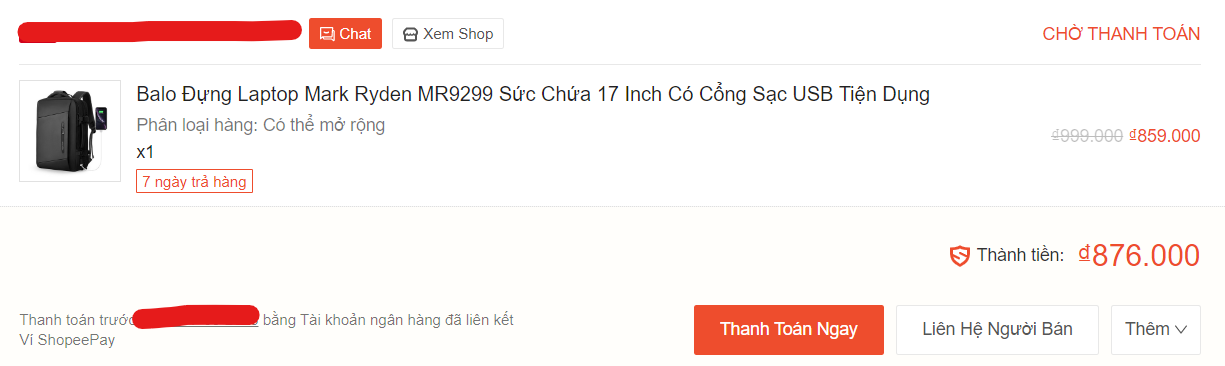 Chat
Xem Shop
CHỜ THANH TOÁN
Balo Đựng Laptop Mark Ryden MR9299 Sức Chứa 17 Inch Có Cổng Sạc USB Tiện Dụng
Phân loại hàng: Có thể mở rộng
x1
₫999.000 ₫859.000
7 ngày trả hàng
Thành tiền: ₫876.000
Thanh toán trước bằng Tài khoản ngân hàng đã liên kết
Ví ShopeePay
Thanh Toán Ngay
Liên Hệ Người Bán
Thêm